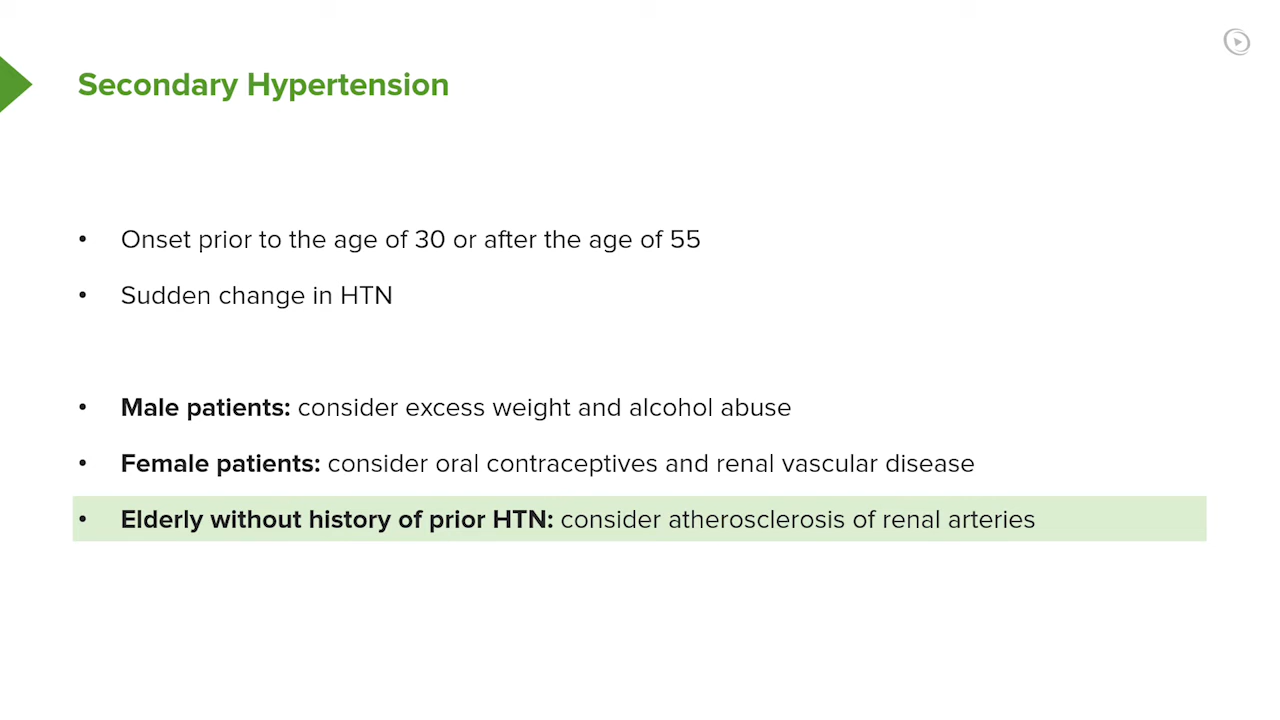 Secondary Hypertension
• Onset prior to the age of 30 or after the age of 55
• Sudden change in HTN
• Male patients: consider excess weight and alcohol abuse
• Female patients: consider oral contraceptives and renal vascular disease
• Elderly without history of prior HTN: consider atherosclerosis of renal arteries